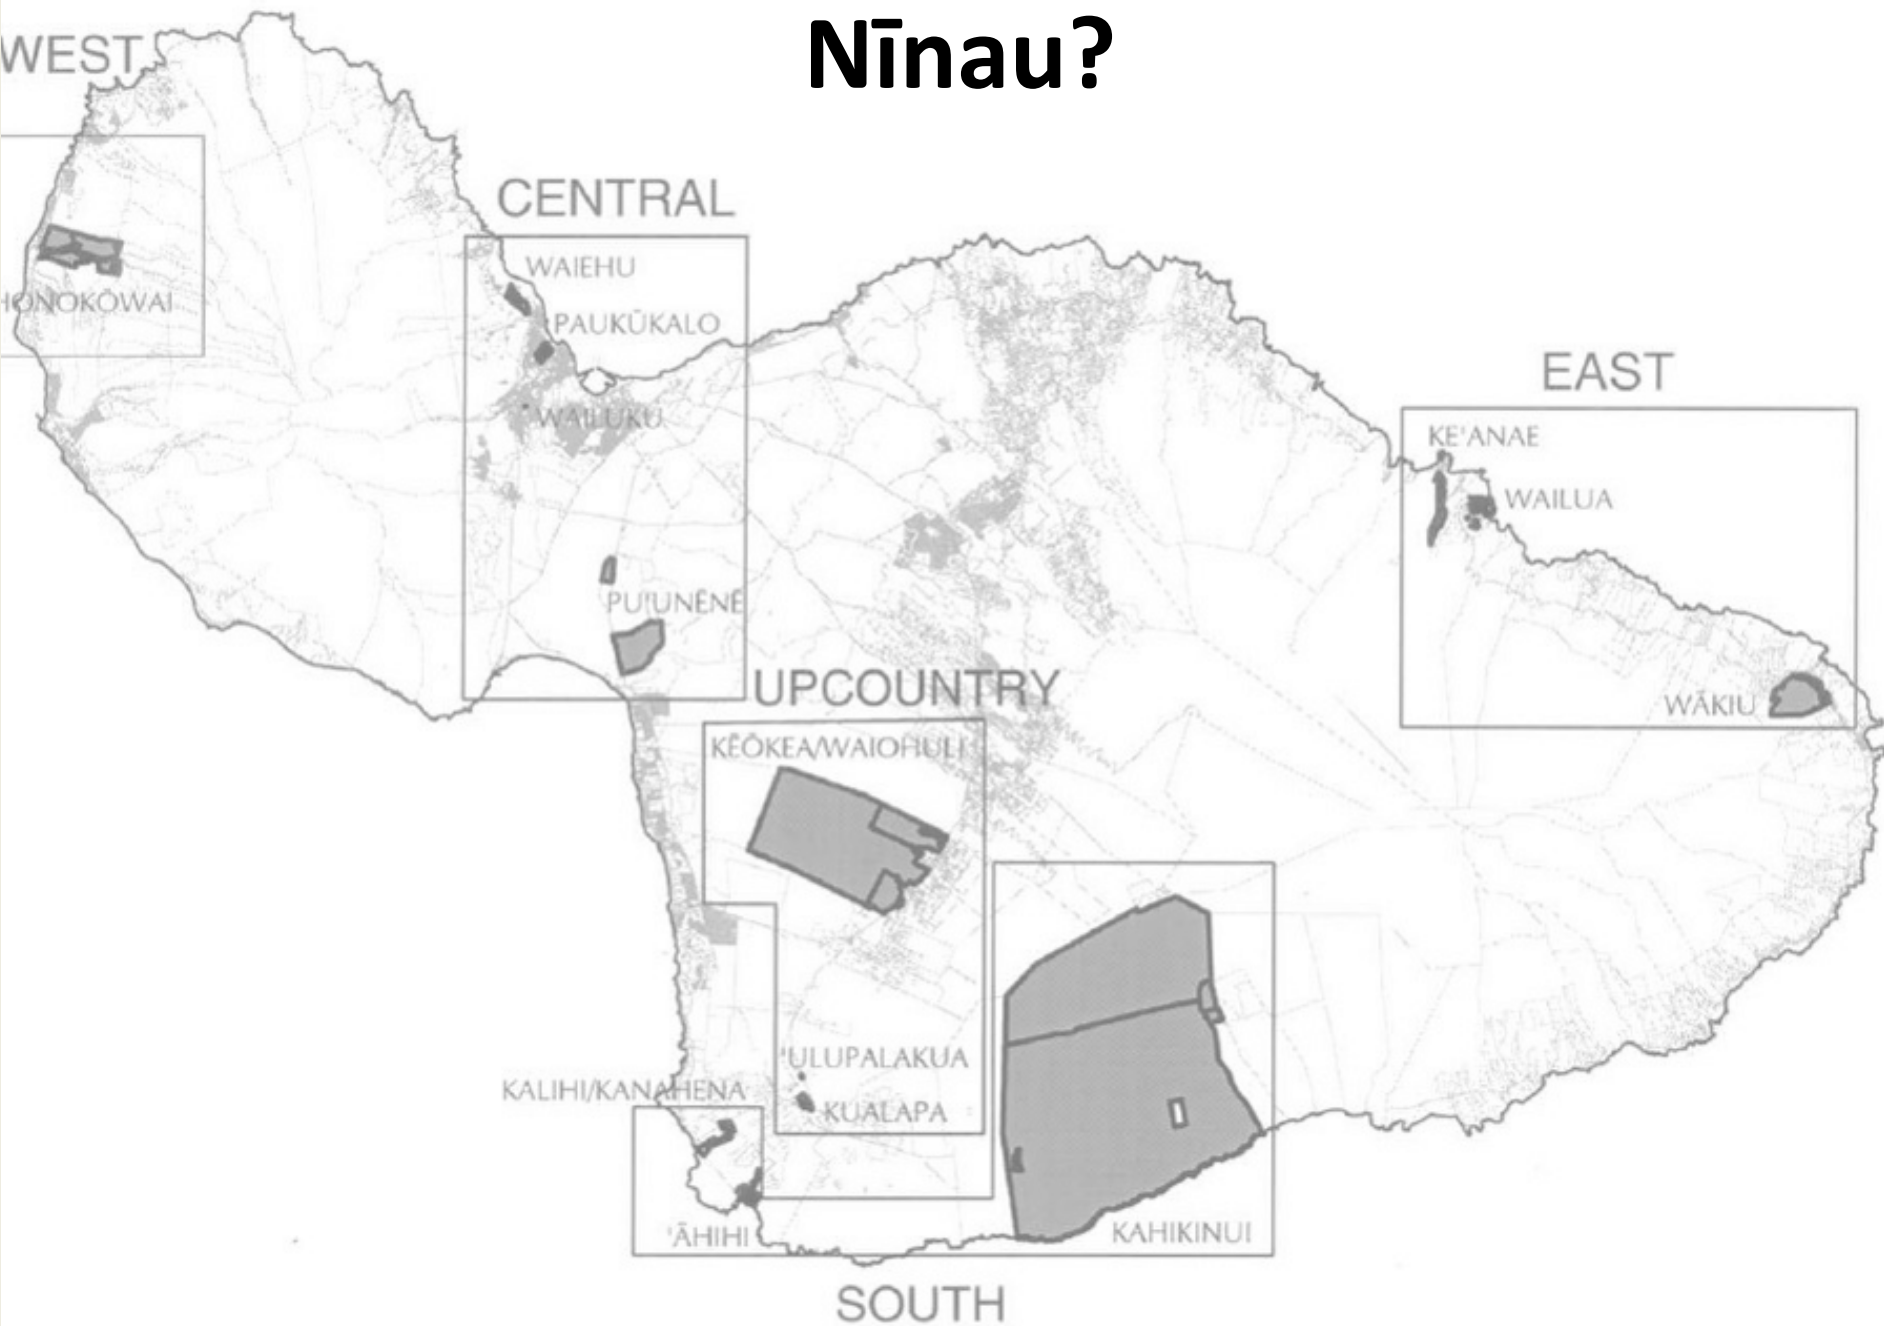 Nīnau?
WEST
HONOKŌWAI
CENTRAL
WAIEHU
PAUKŪKALO
WAILUKU
PU'UNĒNĒ
EAST
KE'ANAE
WAILUA
WĀKIU
UPCOUNTRY
KĒŌKEA/WAIOHULI
'ULUPALAKUA
KUALAPA
KALIHI/KANAHENA
'ĀHIHI
KAHIKINUI
SOUTH